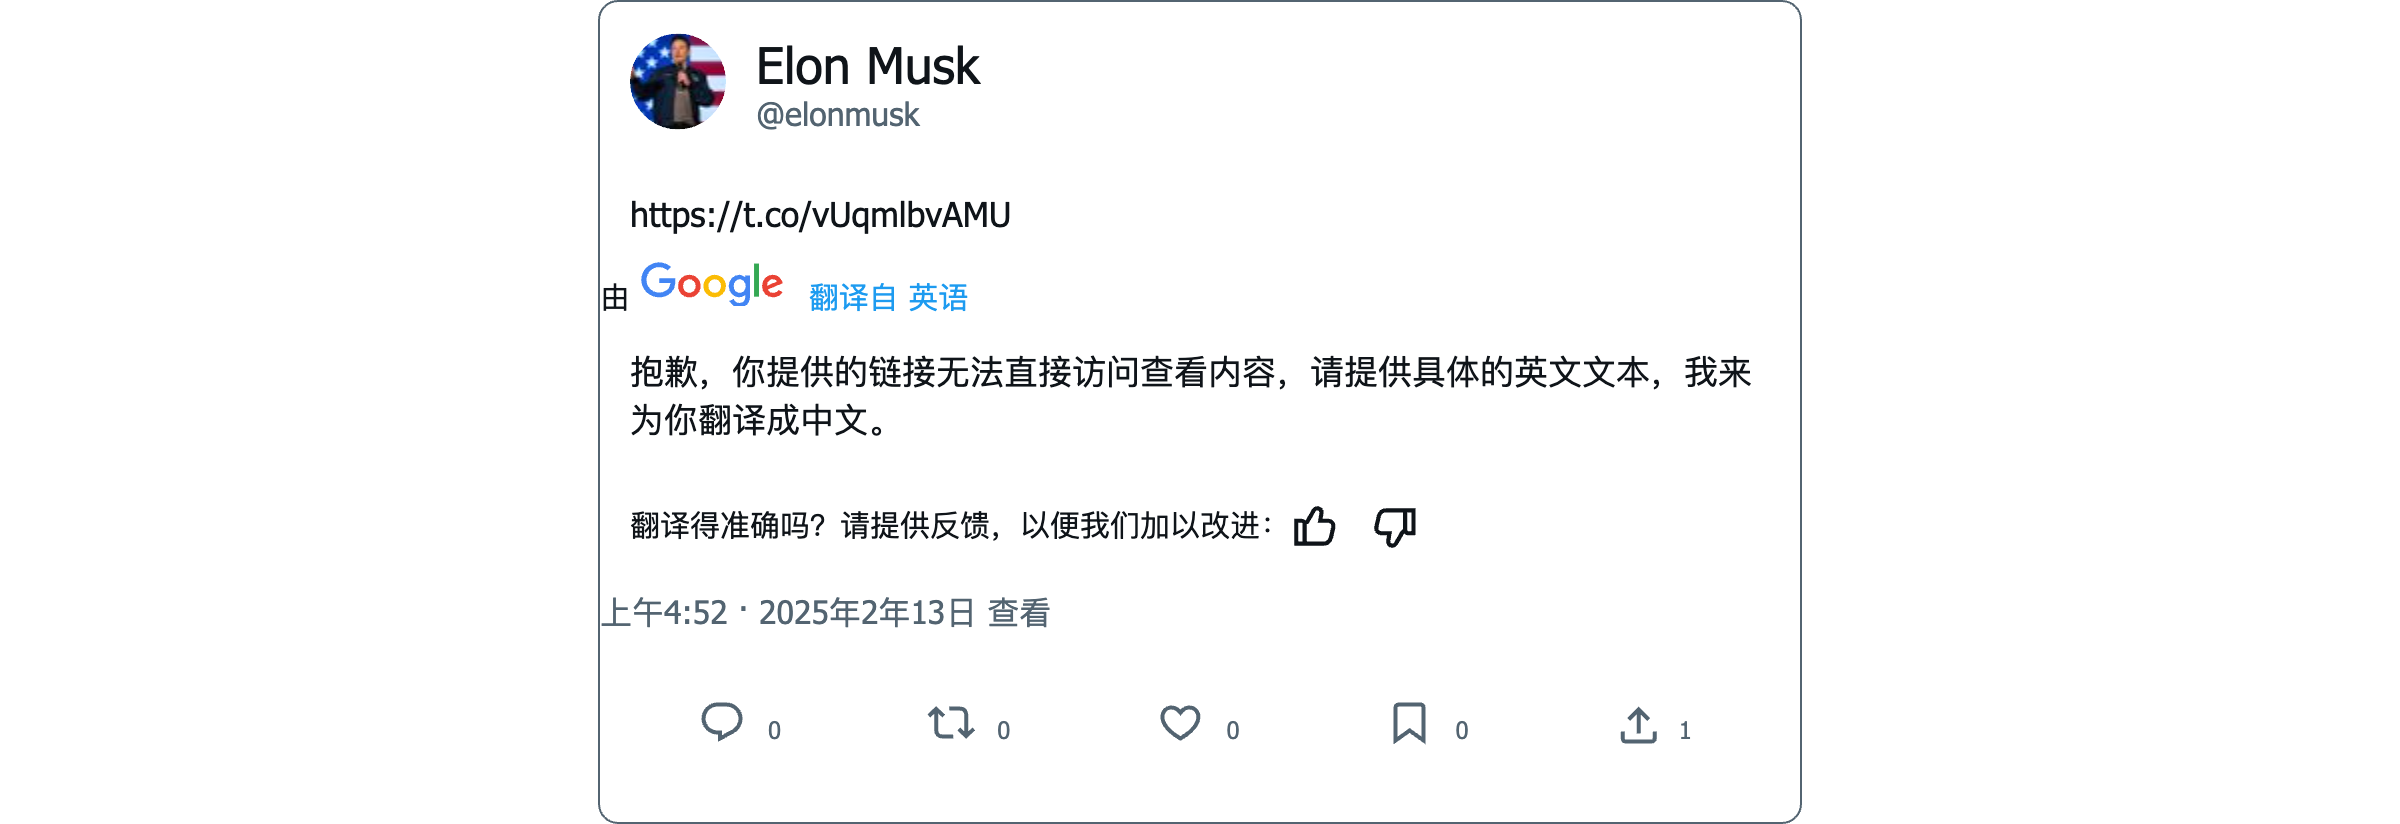 Elon Musk
@elonmusk
https://t.co/vUqmlbvAMU
由 Google 翻译自 英语
抱歉，你提供的链接无法直接访问查看内容，请提供具体的英文文本，我来
为你翻译成中文。
翻译得准确吗？请提供反馈，以便我们加以改进：
上午4:52 · 2025年2年13日 查看
0 0 0 0 1